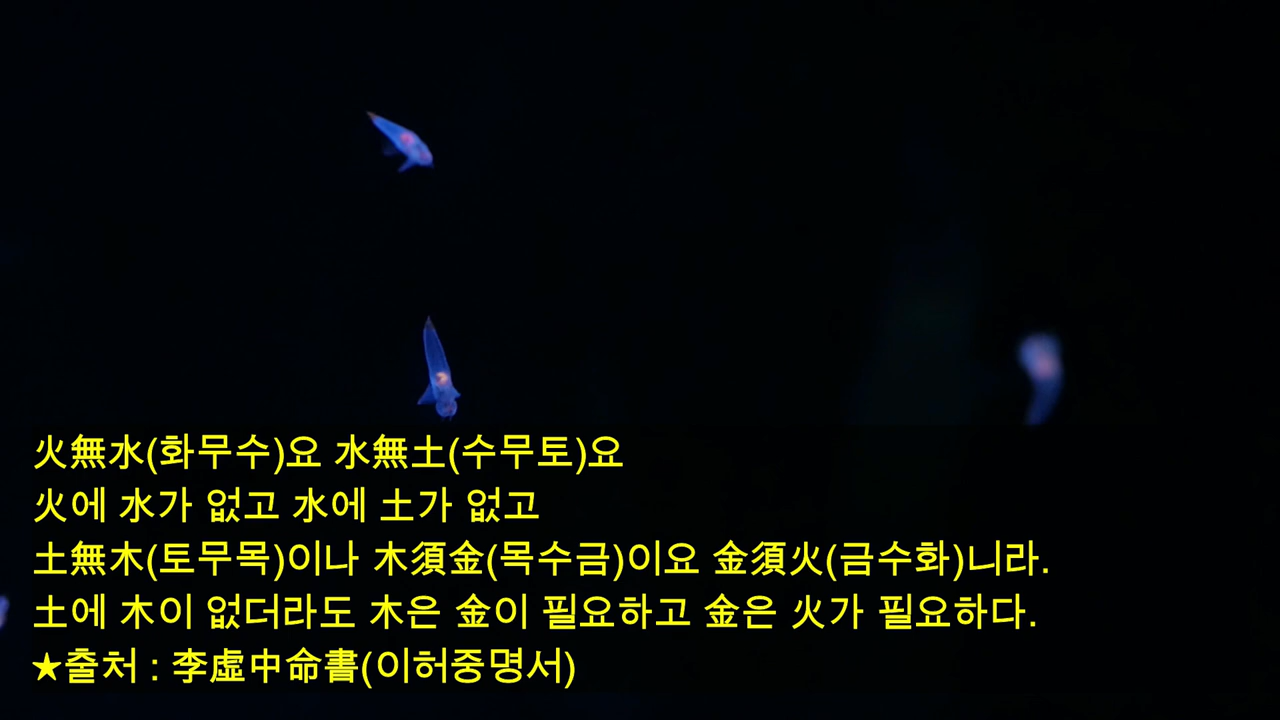 火無水(화무수)요 水無土(수무토)요
火에 水가 없고 水에 土가 없고
土無木(토무목)이나 木須金(목수금)이요 金須火(금수화)니라.
土에 木이 없더라도 木은 金이 필요하고 金은 火가 필요하다.
★출처 : 李虛中命書(이허중명서)